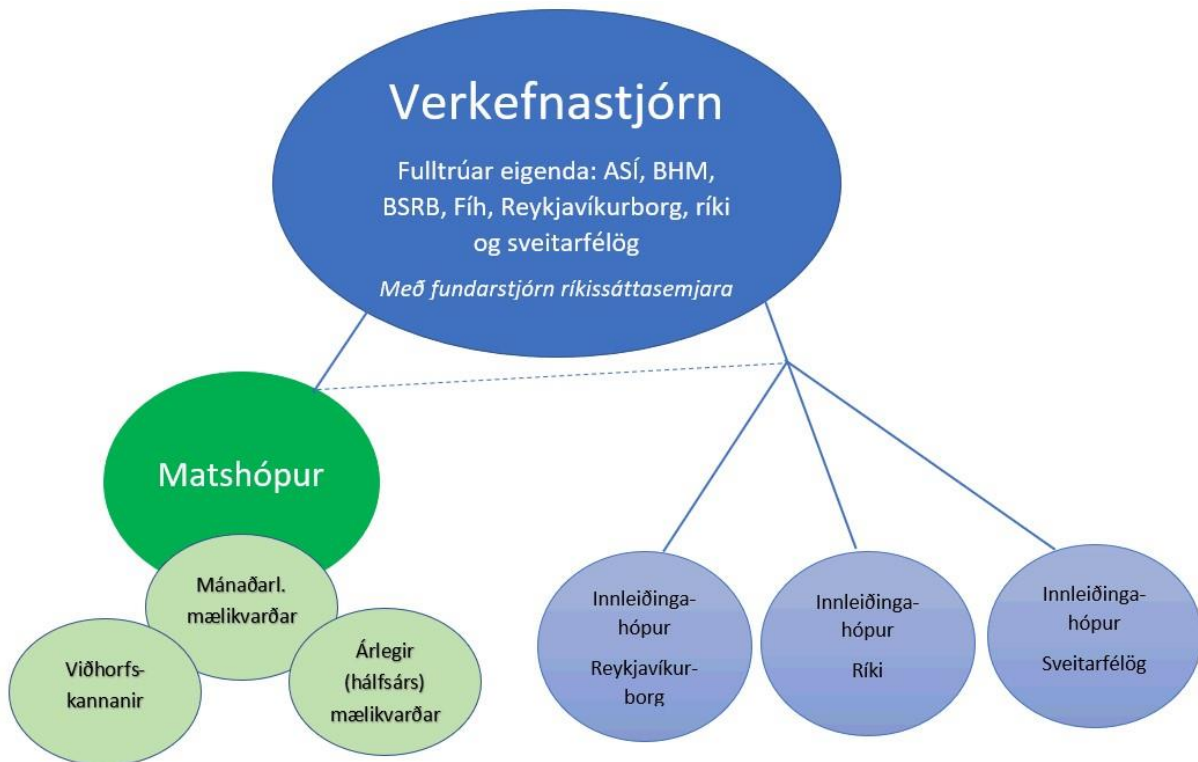 Verkefnastjórn
Fulltrúar eigenda: ASÍ, BHM,
BSRB, Fíh, Reykjavíkurborg, ríki
og sveitarfélög
Með fundarstjórn ríkissáttasemjara
Matshópur
Mánaðarl.
mælikvarðar
Viðhorfs-
kannanir
Árlegir
(hálfsárs)
mælikvarðar
Innleiðinga-
hópur
Reykjavíkur-
borg
Innleiðinga-
hópur
Ríki
Innleiðinga-
hópur
Sveitarfélög